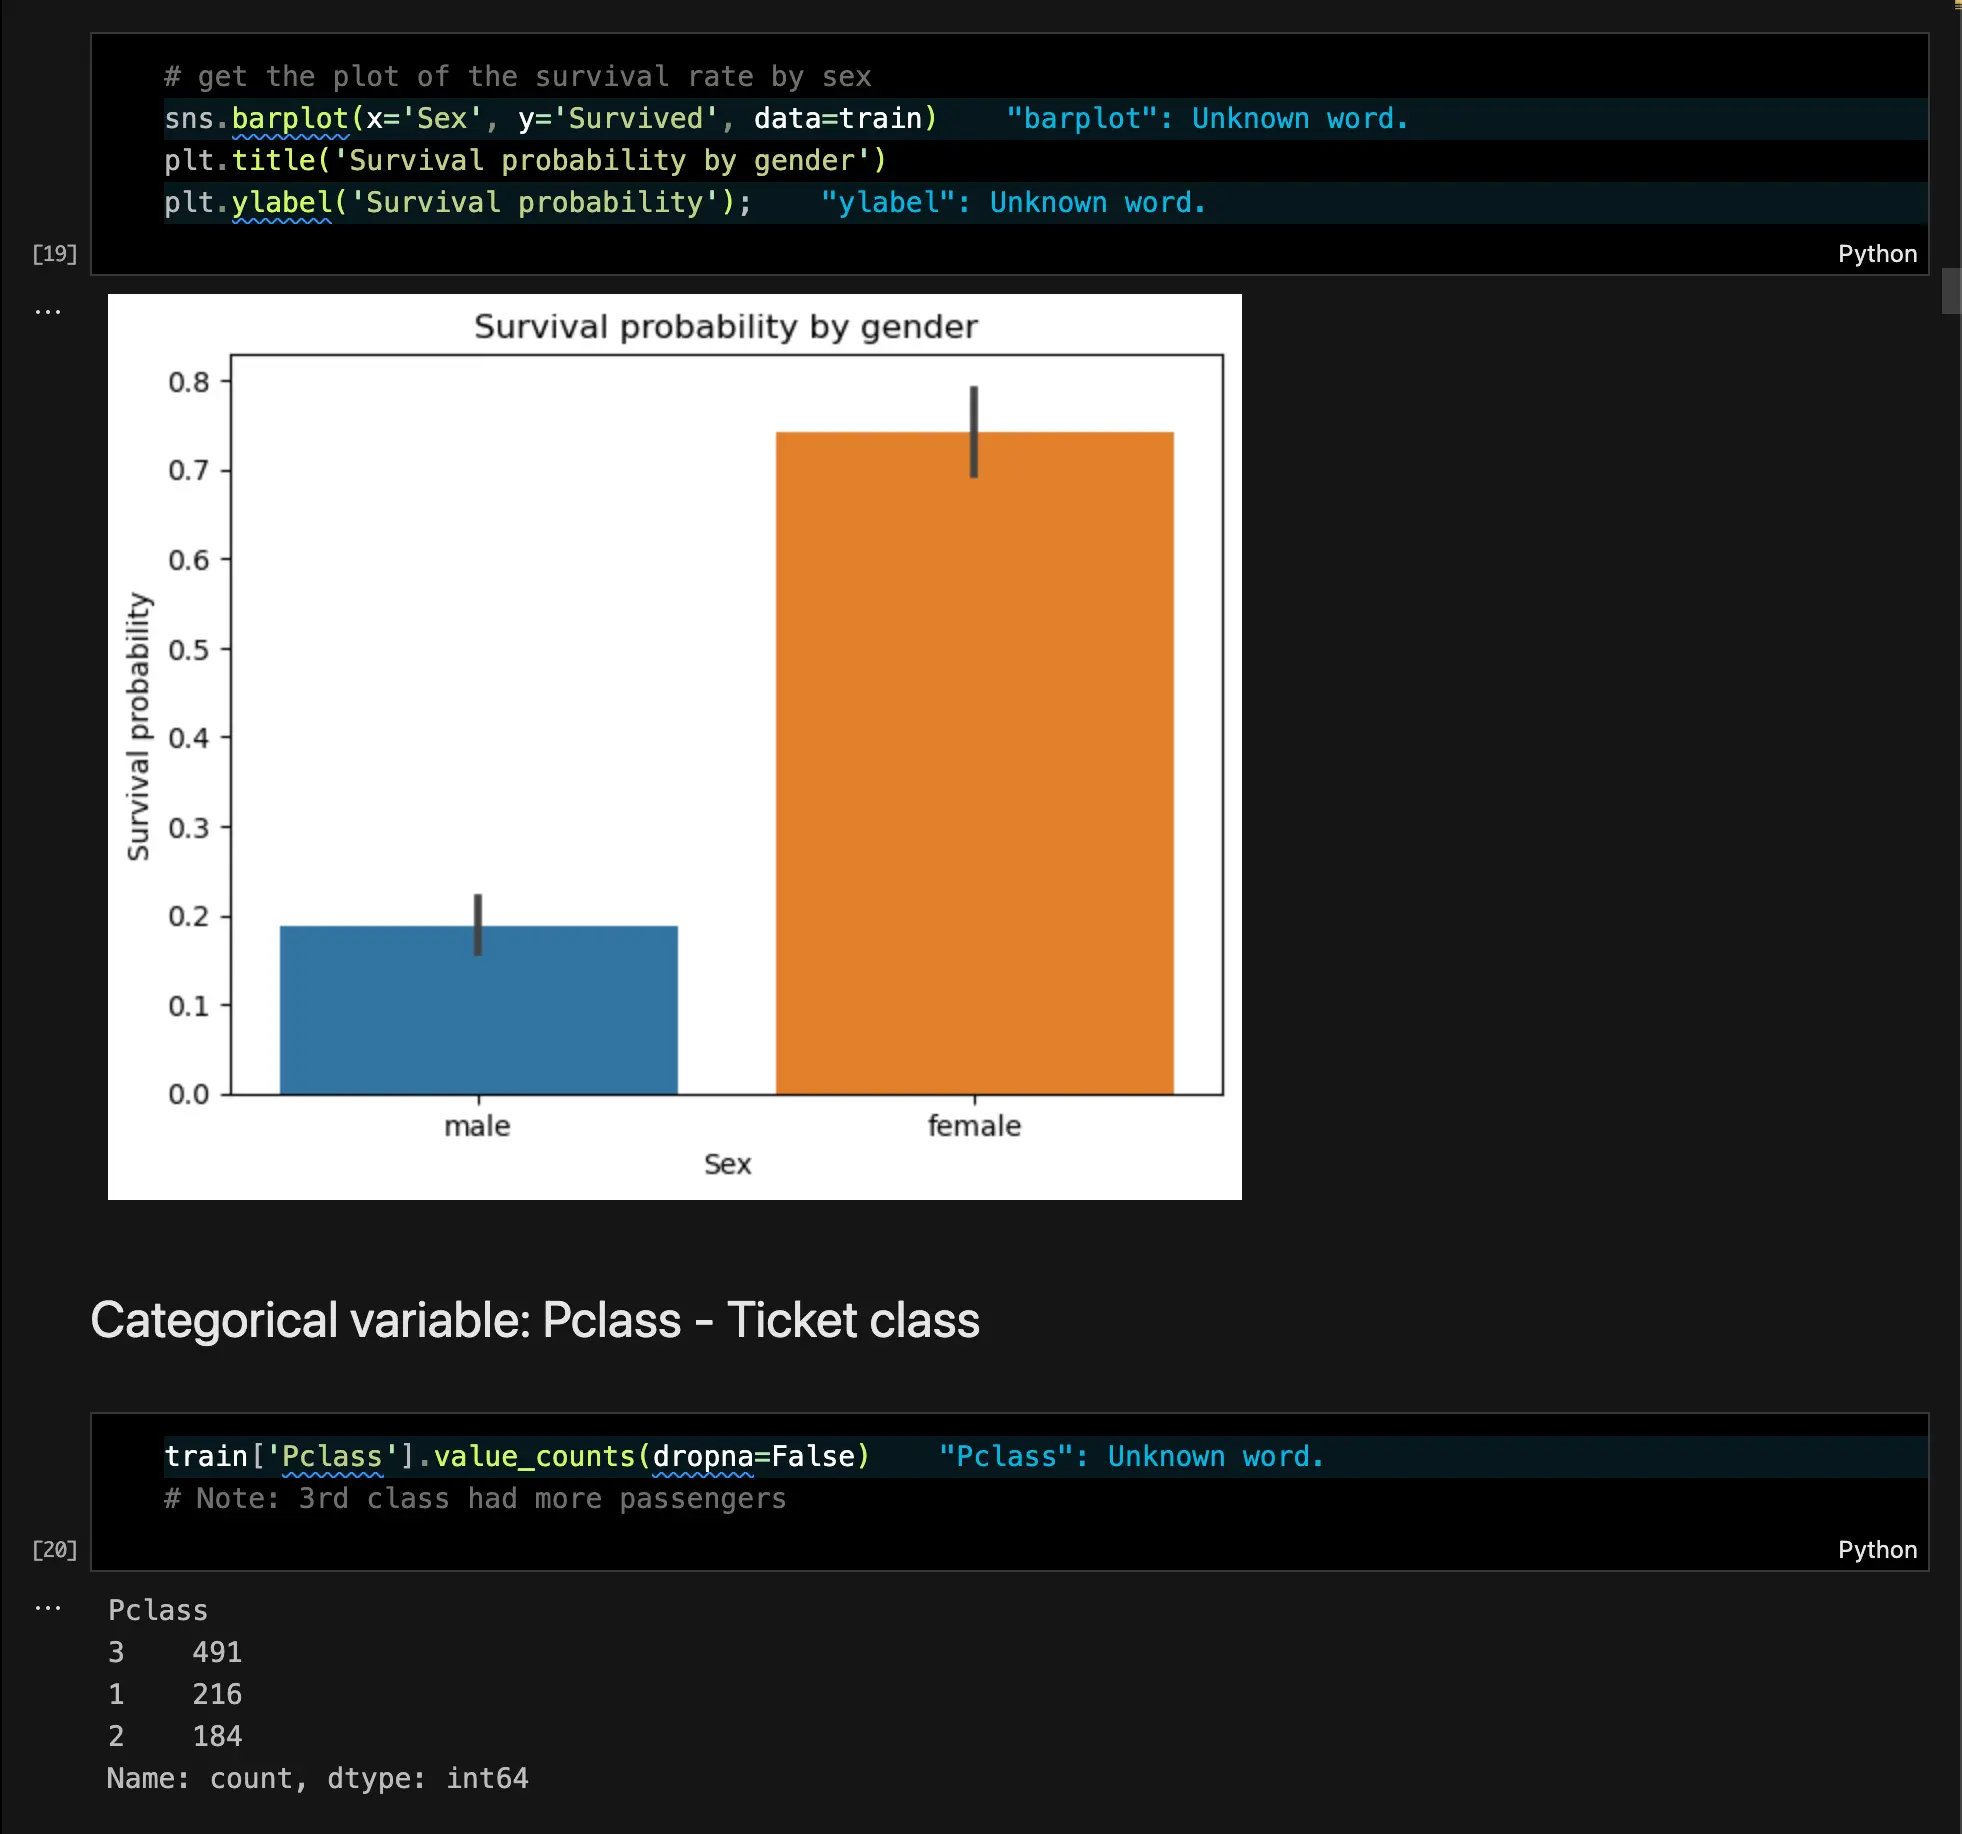 # get the plot of the survival rate by sex
sns.barplot(x='Sex', y='Survived', data=train) "barplot": Unknown word.
plt.title('Survival probability by gender')
plt.ylabel('Survival probability'); "ylabel": Unknown word.
[19]
Python
...
Survival probability by gender
0.8
0.7
0.6
0.5
0.4
0.3
0.2
0.1
0.0
Survival probability
male female
Sex
Categorical variable: Pclass - Ticket class
train['Pclass'].value_counts(dropna=False) "Pclass": Unknown word.
# Note: 3rd class had more passengers
[20]
Python
...
Pclass
3 491
1 216
2 184
Name: count, dtype: int64